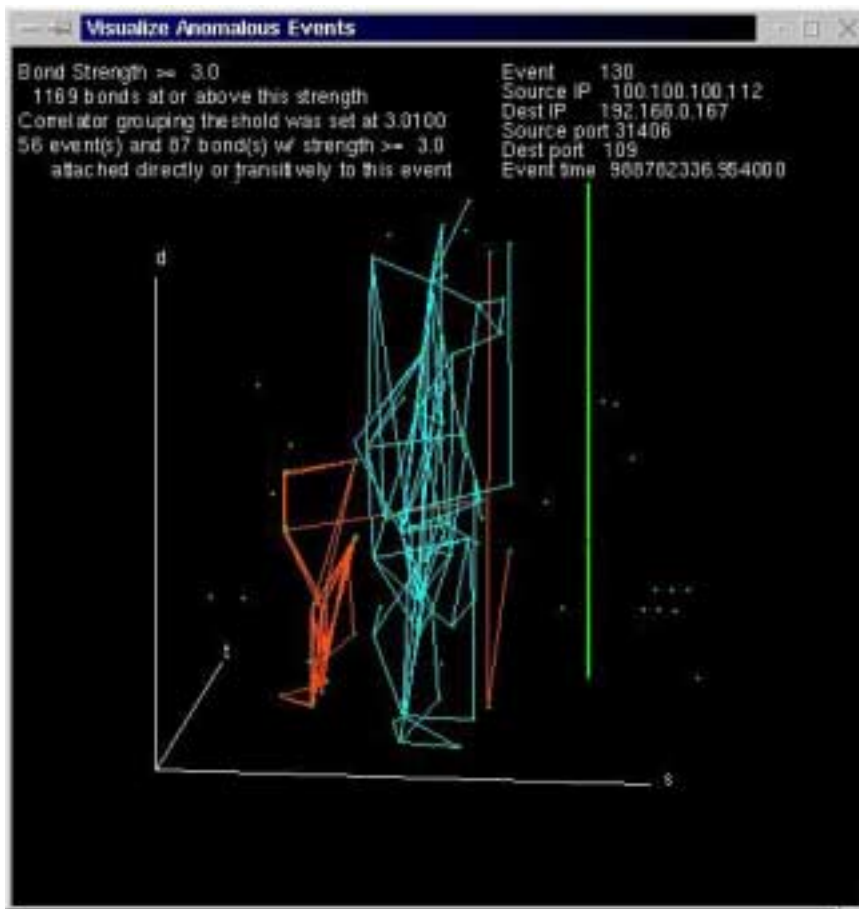 Visualize Anomalous Events
Bond Strength >= 3.0
1169 bonds at or above this strength
Correlator grouping theshold was set at 3.0100
56 event(s) and 87 bond(s) w/ strength >= 3.0
attached directly or transitively to this event
Event 130
Source IP 100.100.100.112
Dest IP 192.168.0.167
Source port 31406
Dest port 109
Event time 988782336.954000
d
t
s